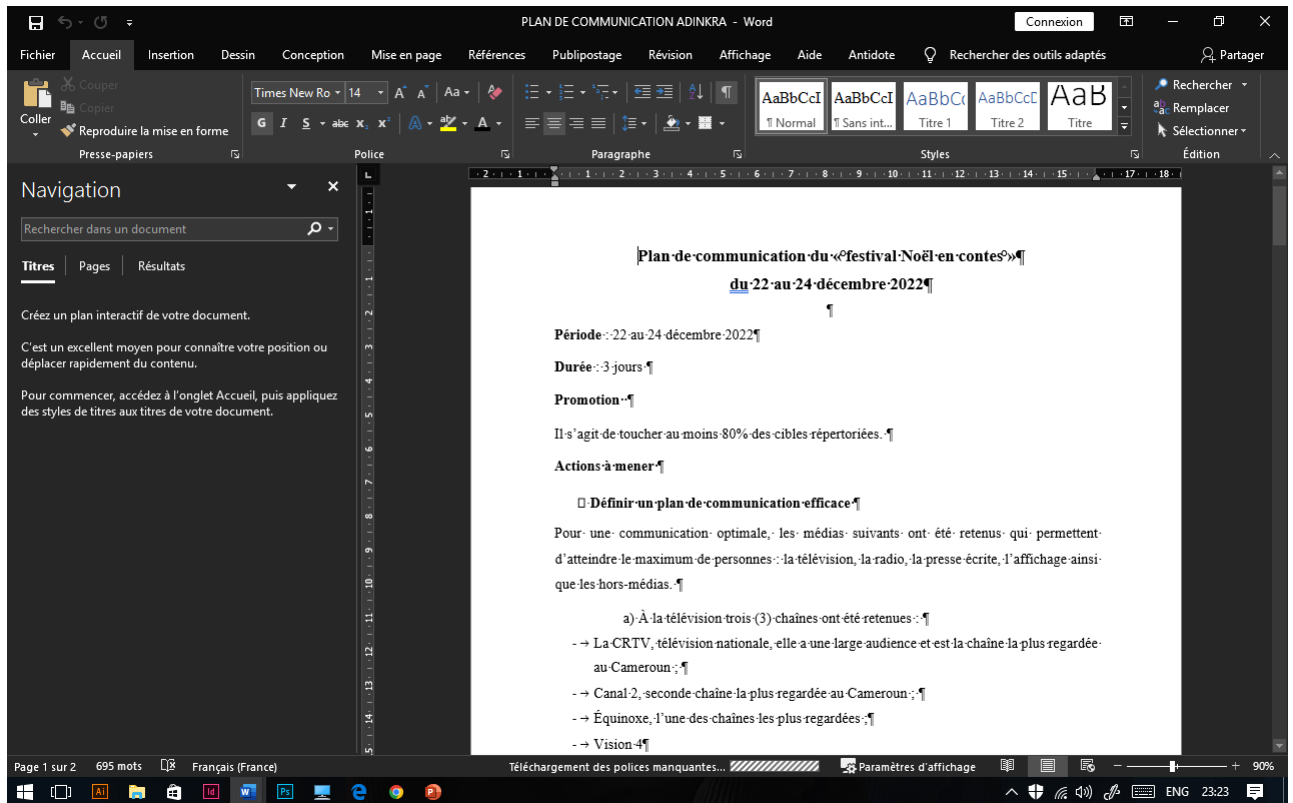 PLAN DE COMMUNICATION ADINKRA - Word
Connexion
Fichier Accueil Insertion Dessin Conception Mise en page Références Publipostage Révision Affichage Aide Antidote Rechercher des outils adaptés Partager
Coller
Couper
Copier
Reproduire la mise en forme
Presse-papiers
Times New Ro 14
G I S abc
Police
Paragraphe
AaBbCcI AaBbCcI AaBbC( AaBbCcD AaB
¶ Normal ¶ Sans int... Titre 1 Titre 2 Titre
Styles
Rechercher
Remplacer
Sélectionner
Édition
Navigation
Rechercher dans un document
Titres Pages Résultats
Créez un plan interactif de votre document.
C'est un excellent moyen pour connaître votre position ou
déplacer rapidement du contenu.
Pour commencer, accédez à l'onglet Accueil, puis appliquez
des styles de titres aux titres de votre document.
Plan de communication du «°festival Noël en contes°»¶
du 22 au 24 décembre 2022¶
¶
Période : 22 au 24 décembre 2022¶
Durée : 3 jours ¶
Promotion ¶
Il s'agit de toucher au moins 80% des cibles répertoriées. ¶
Actions à mener ¶
Définir un plan de communication efficace ¶
Pour une communication optimale, les médias suivants ont été retenus qui permettent
d'atteindre le maximum de personnes : la télévision, la radio, la presse écrite, l'affichage ainsi
que les hors-médias. ¶
a) À la télévision trois (3) chaînes ont été retenues : ¶
- → La CRTV, télévision nationale, elle a une large audience et est la chaîne la plus regardée
au Cameroun ; ¶
- → Canal 2, seconde chaîne la plus regardée au Cameroun ; ¶
- → Équinoxe, l'une des chaînes les plus regardées ;¶
- → Vision 4¶
Page 1 sur 2 695 mots Français (France) Téléchargement des polices manquantes... Paramètres d'affichage 90%
ENG 23:23